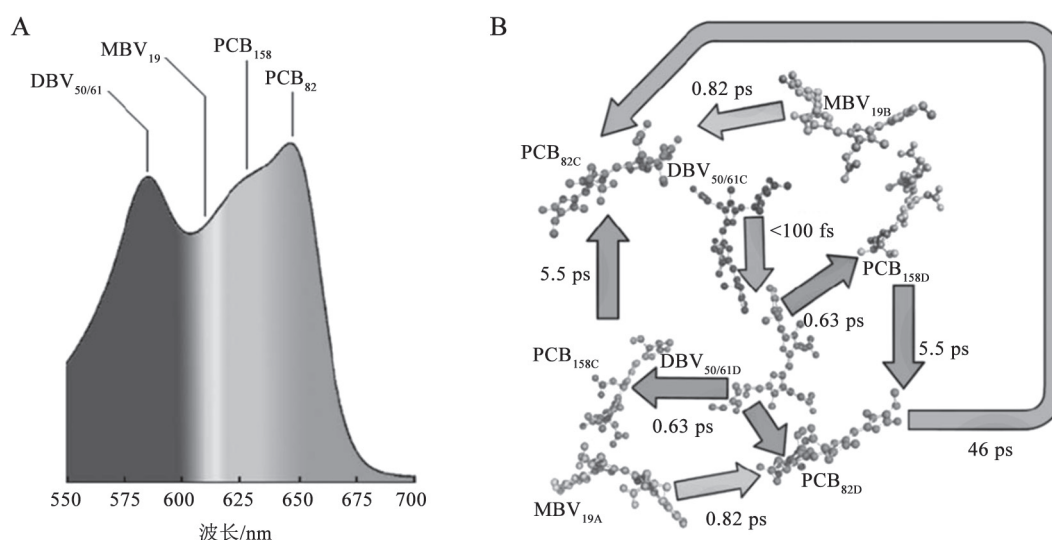 A
DBV50/61
MBV19
PCB158
PCB82
550 575 600 625 650 675 700
波长/nm
B
0.82 ps
MBV19B
PCB82C
DBV50/61C
<100 fs
PCB158D
5.5 ps
0.63 ps
5.5 ps
PCB158C
DBV50/61D
0.63 ps
46 ps
PCB82D
MBV19A
0.82 ps